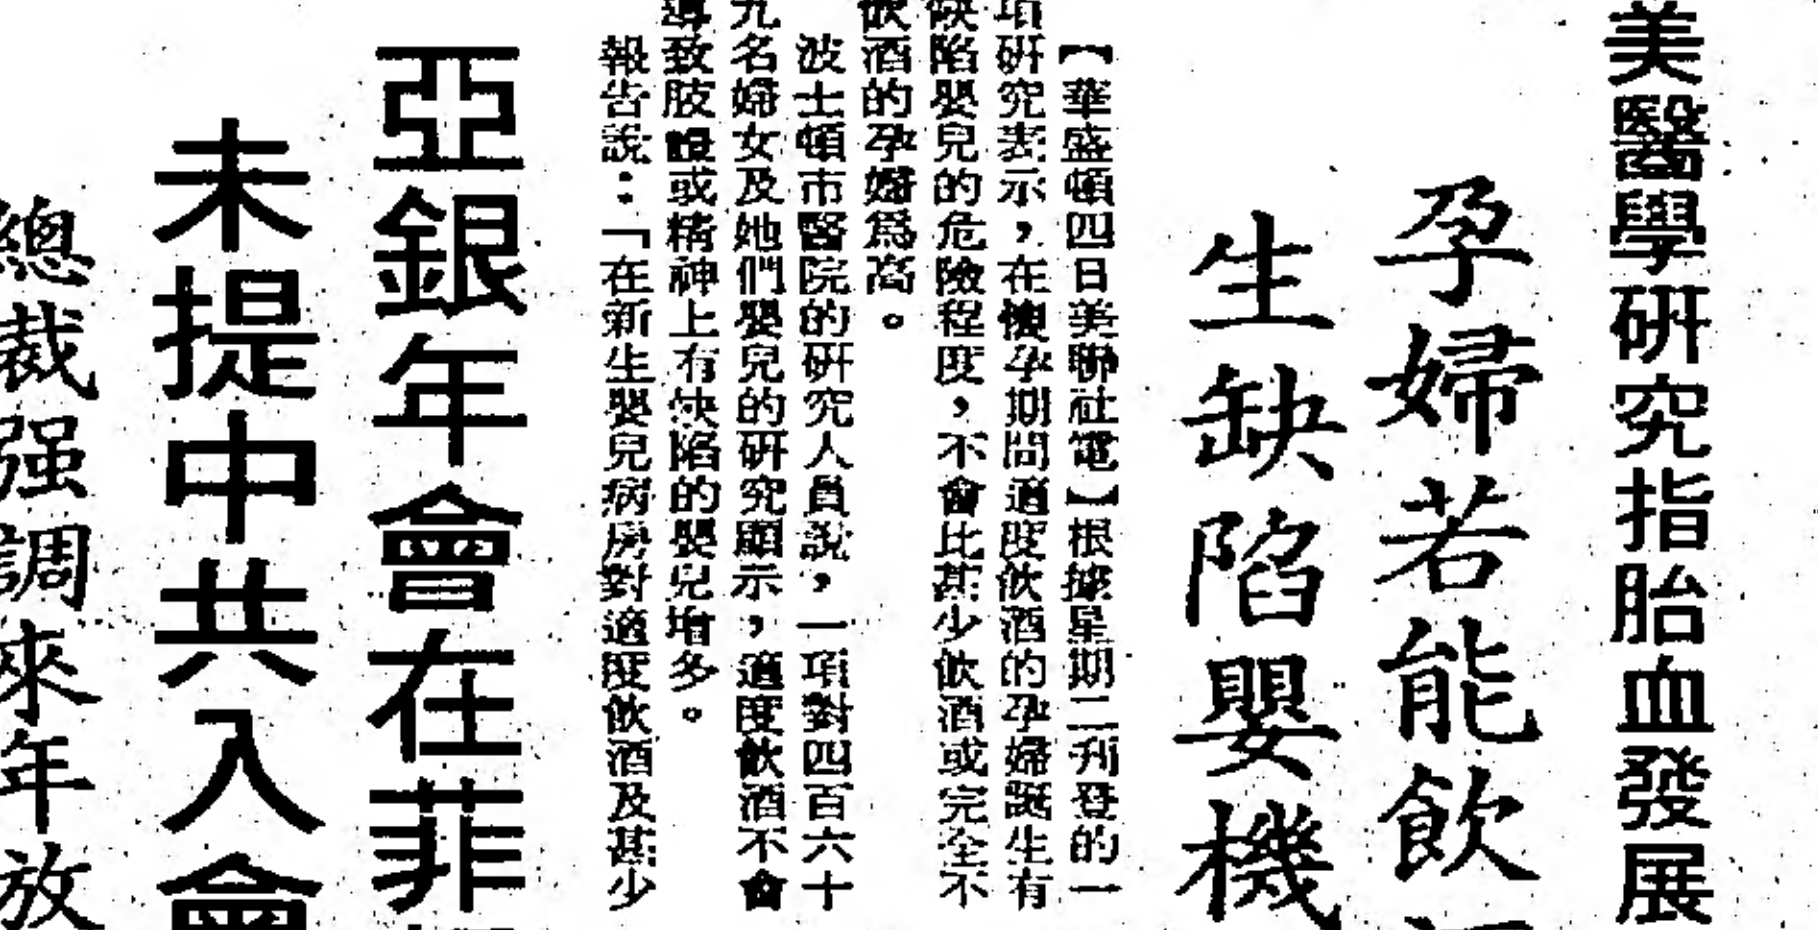 美醫學研究指胎血發展
孕婦若能飲
生缺陷嬰機
【華盛頓四日美聯社電】根據星期二刊登的一
項研究表示，在懷孕期間適度飲酒的孕婦誕生有
缺陷嬰兒的危險程度，不會比甚少飲酒或完全不
飲酒的孕婦爲高。
波士頓市醫院的研究人員說，一項對四百六十
九名婦女及她們嬰兒的研究顯示，適度飲酒不會
導致肢體或精神上有缺陷的嬰兒增多。
報告說：「在新生嬰兒病房對適度飲酒及甚少
亞銀年會在菲
未提中共入會
總裁强調來年放